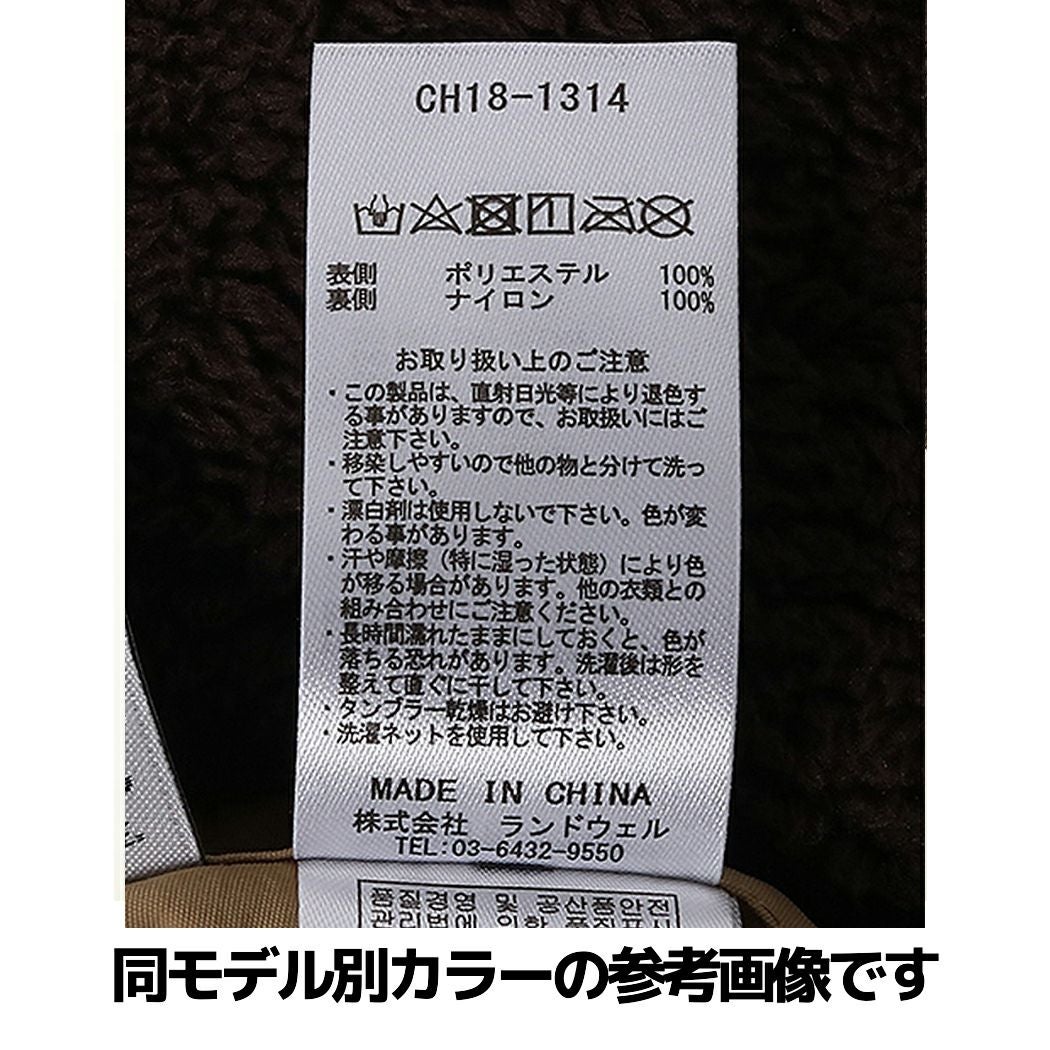 CH18-1314
表側 ポリエステル 100%
裏側 ナイロン 100%
お取り扱い上のご注意
・この製品は、直射日光等により退色す
る事がありますので、お取扱いにはご
注意下さい。
・移染しやすいので他の物と分けて洗っ
て下さい。
・漂白剤は使用しないで下さい。色が変
わる事があります。
・汗や摩擦（特に湿った状態）により色
が移る場合があります。他の衣類との
組み合わせにご注意ください。
・長時間濡れたままにしておくと、色が
落ちる恐れがあります。洗濯後は形を
整えて直ぐに干して下さい。
・タンブラー乾燥はお避け下さい。
・洗濯ネットを使用して下さい。
MADE IN CHINA
株式会社 ランドウェル
TEL:03-6432-9550
품질경영 및 공산품안전
관리법에 의한 품질표시
同モデル別カラーの参考画像です